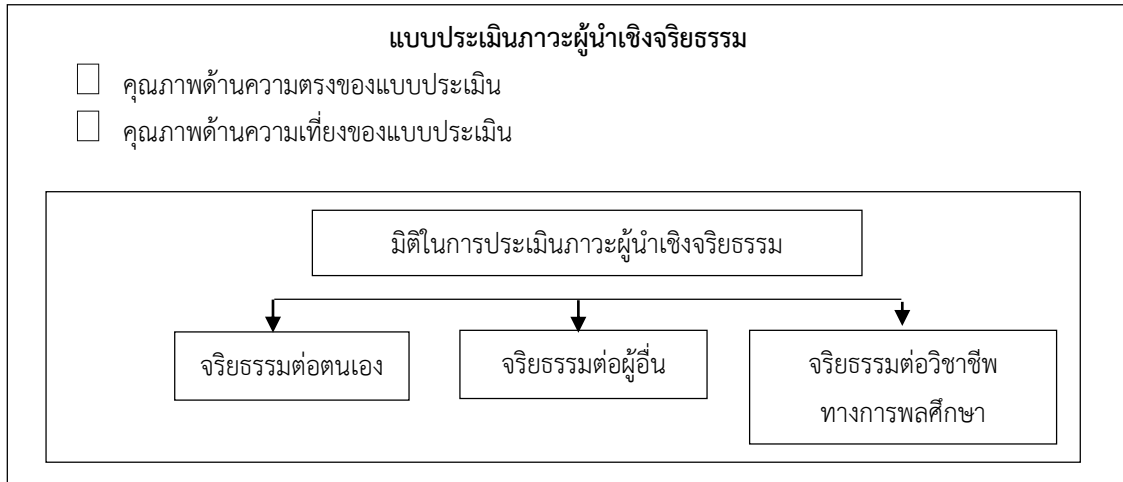 แบบประเมินภาวะผู้นำเชิงจริยธรรม
คุณภาพด้านความตรงของแบบประเมิน
คุณภาพด้านความเที่ยงของแบบประเมิน
มิติในการประเมินภาวะผู้นำเชิงจริยธรรม
จริยธรรมต่อตนเอง
จริยธรรมต่อผู้อื่น
จริยธรรมต่อวิชาชีพ
ทางการพลศึกษา